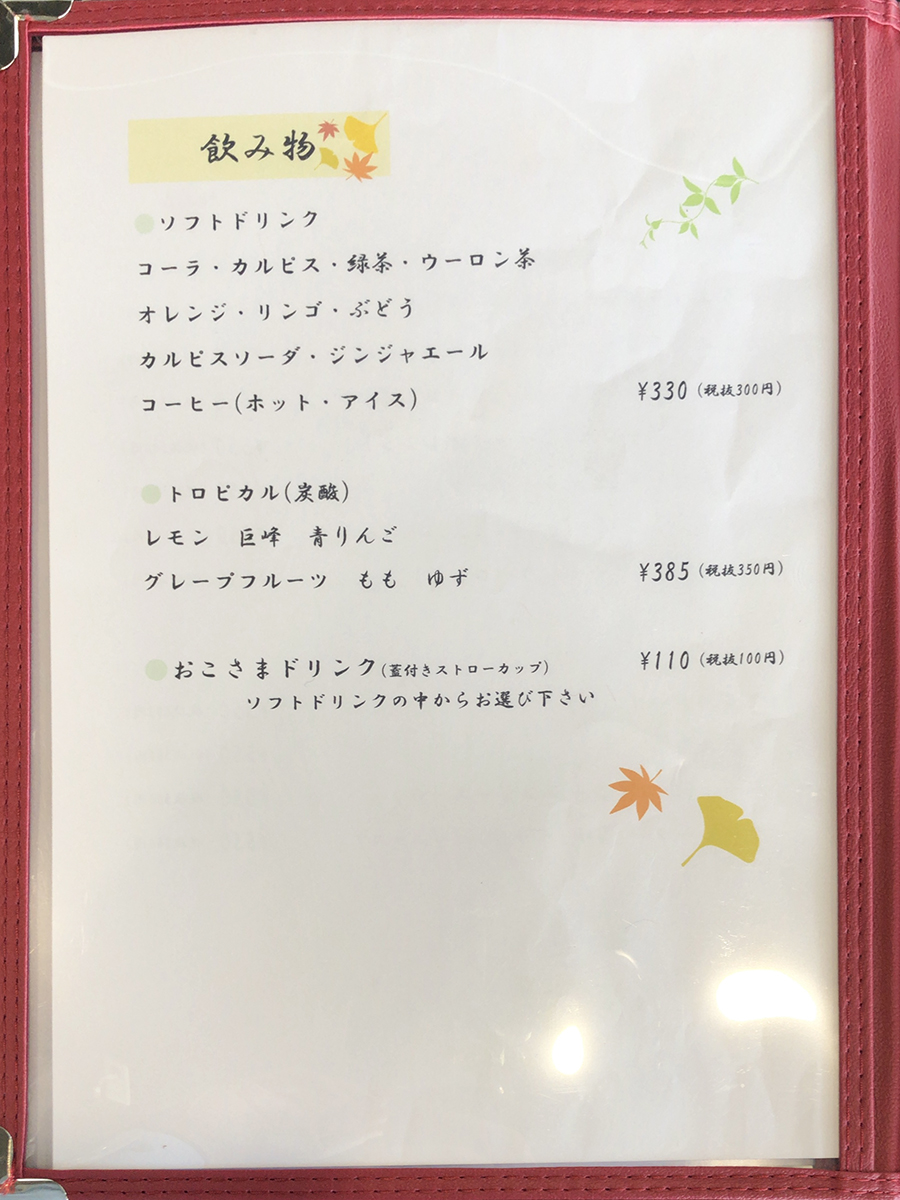 飲み物
ソフトドリンク
コーラ・カルピス・緑茶・ウーロン茶
オレンジ・リンゴ・ぶどう
カルピスソーダ・ジンジャエール
コーヒー(ホット・アイス) ¥330 (税抜300円)
トロピカル(炭酸)
レモン 巨峰 青りんご
グレープフルーツ もも ゆず ¥385 (税抜350円)
おこさまドリンク(蓋付きストローカップ) ¥110 (税抜100円)
ソフトドリンクの中からお選び下さい